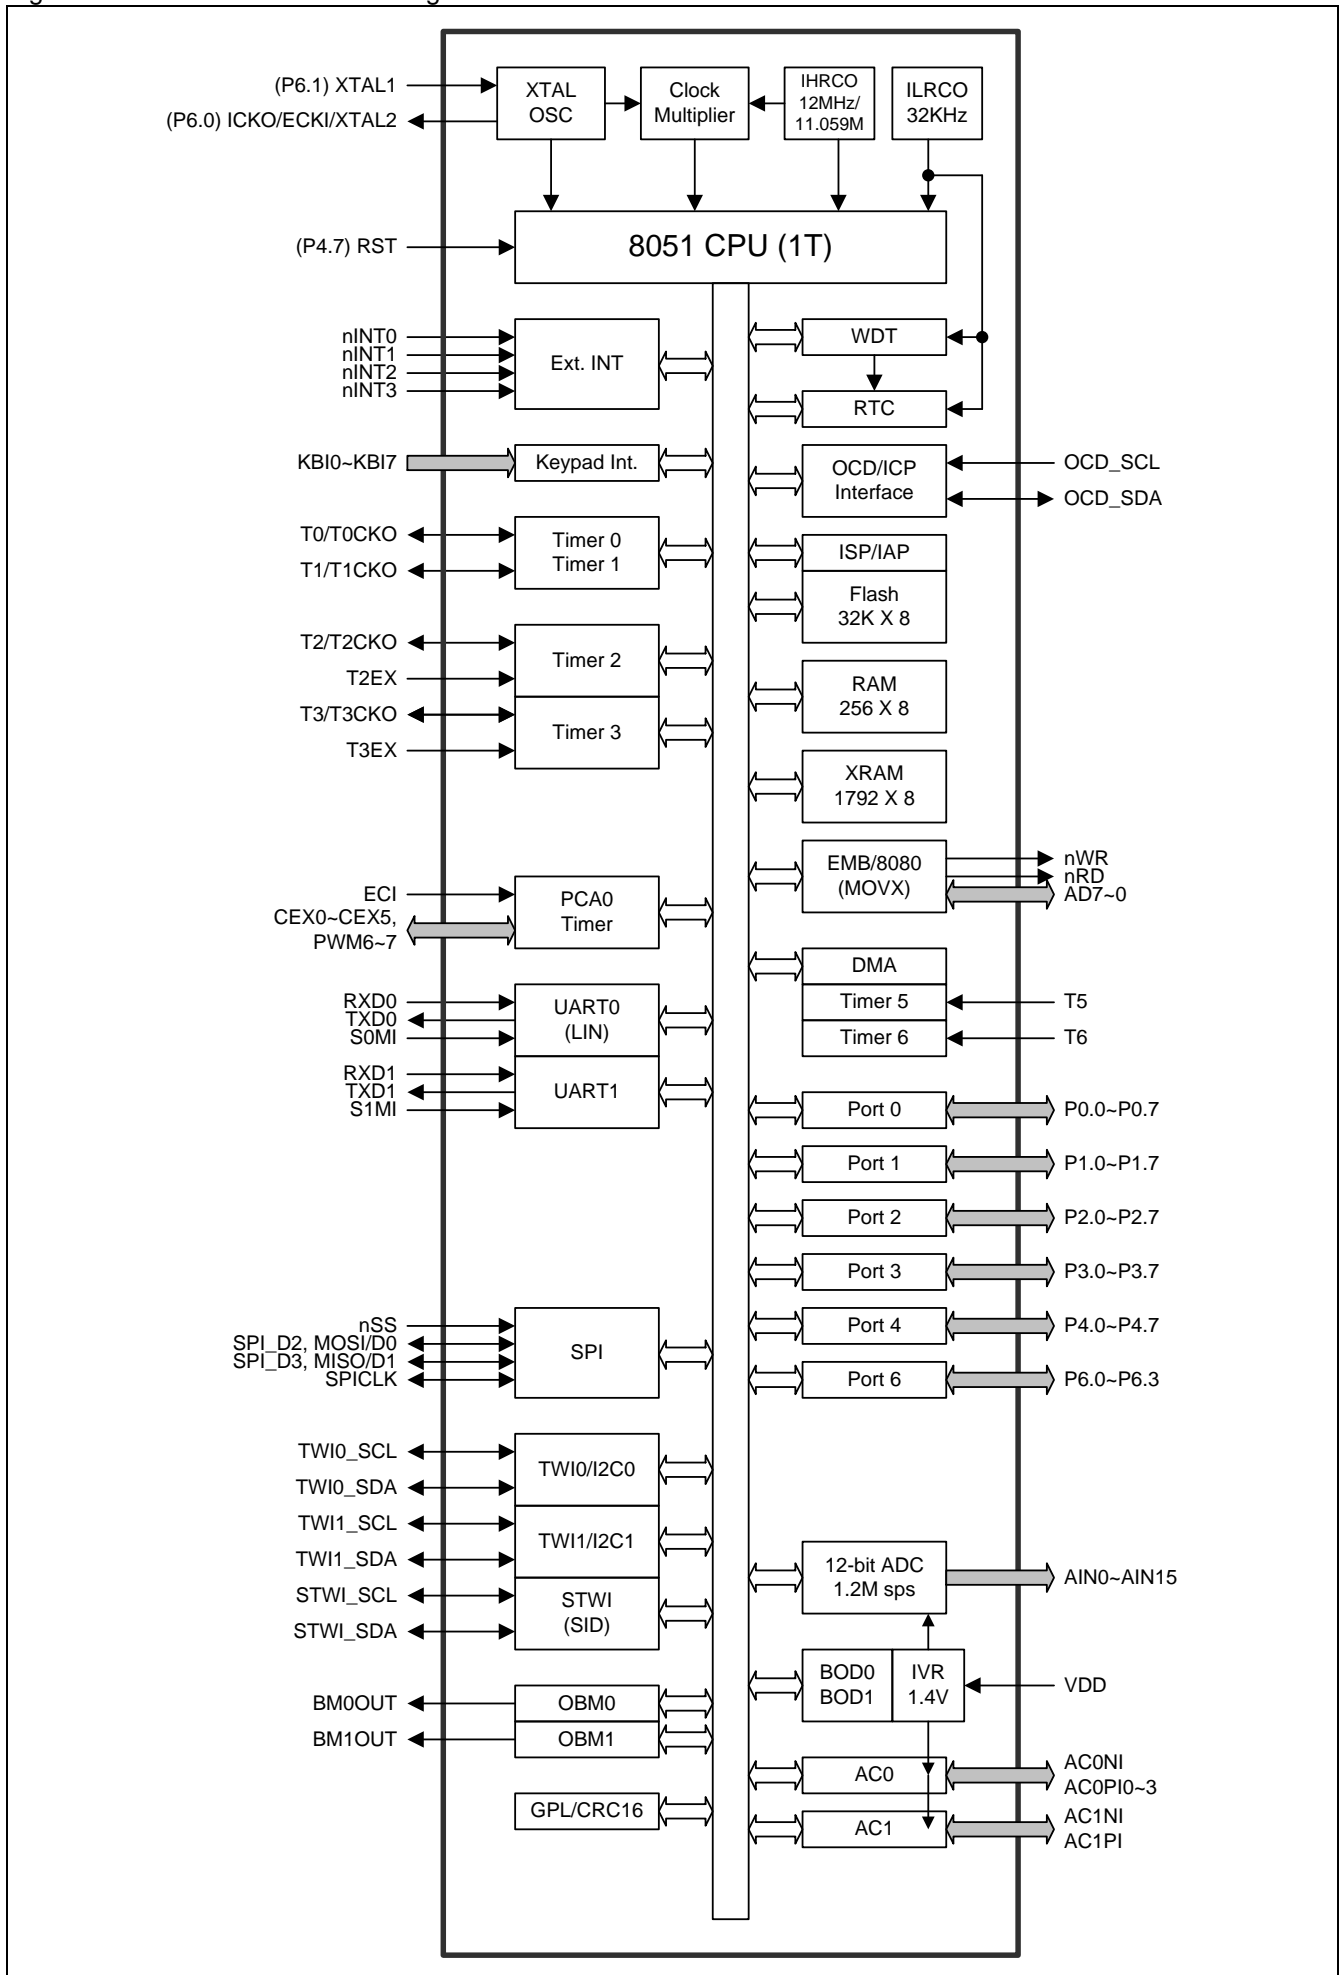 (P6.1) XTAL1
(P6.0) ICKO/ECKI/XTAL2
XTAL
OSC
Clock
Multiplier
IHRCO
12MHz/
11.059M
ILRCO
32KHz
(P4.7) RST
8051 CPU (1T)
nINT0
nINT1
nINT2
nINT3
Ext. INT
WDT
RTC
KBI0~KBI7
Keypad Int.
OCD/ICP
Interface
OCD_SCL
OCD_SDA
T0/T0CKO
T1/T1CKO
Timer 0
Timer 1
ISP/IAP
Flash
32K X 8
T2/T2CKO
T2EX
Timer 2
T3/T3CKO
T3EX
Timer 3
RAM
256 X 8
XRAM
1792 X 8
EMB/8080
(MOVX)
nWR
nRD
AD7~0
ECI
CEX0~CEX5,
PWM6~7
PCA0
Timer
DMA
Timer 5
T5
Timer 6
T6
RXD0
TXD0
S0MI
UART0
(LIN)
RXD1
TXD1
S1MI
UART1
Port 0
P0.0~P0.7
Port 1
P1.0~P1.7
Port 2
P2.0~P2.7
Port 3
P3.0~P3.7
Port 4
P4.0~P4.7
Port 6
P6.0~P6.3
nSS
SPI_D2, MOSI/D0
SPI_D3, MISO/D1
SPICLK
SPI
TWI0_SCL
TWI0_SDA
TWI0/I2C0
TWI1_SCL
TWI1_SDA
TWI1/I2C1
STWI_SCL
STWI_SDA
STWI
(SID)
12-bit ADC
1.2M sps
AIN0~AIN15
BOD0
BOD1
IVR
1.4V
VDD
BM0OUT
OBM0
BM1OUT
OBM1
AC0
AC0NI
AC0PI0~3
GPL/CRC16
AC1
AC1NI
AC1PI